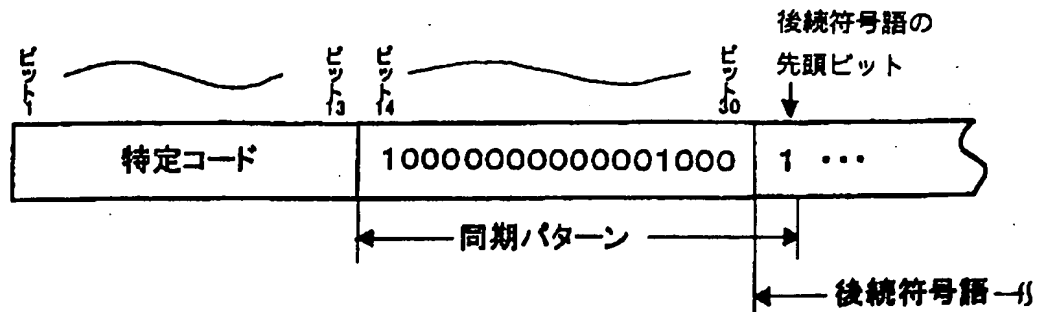 後続符号語の
先頭ビット
ビット1
ビット13
ビット14
ビット30
特定コード
10000000000001000
1 ・・・
同期パターン
後続符号語